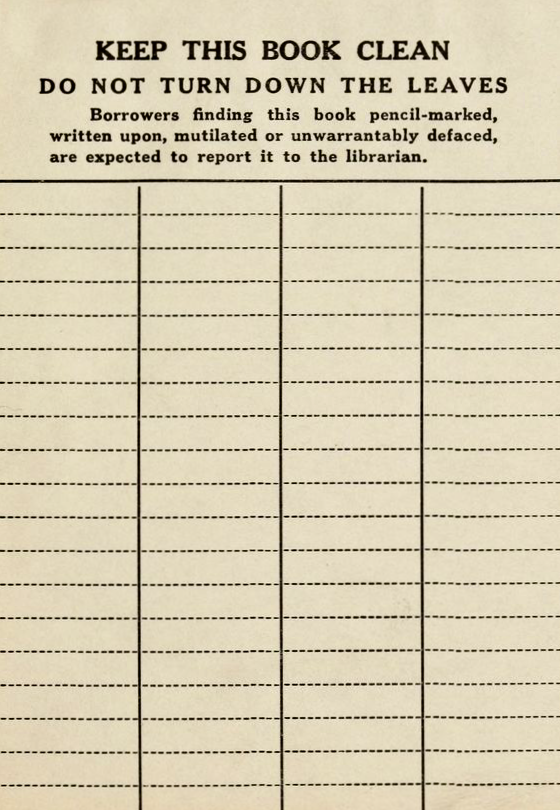 KEEP THIS BOOK CLEAN
DO NOT TURN DOWN THE LEAVES
Borrowers finding this book pencil-marked,
written upon, mutilated or unwarrantably defaced,
are expected to report it to the librarian.